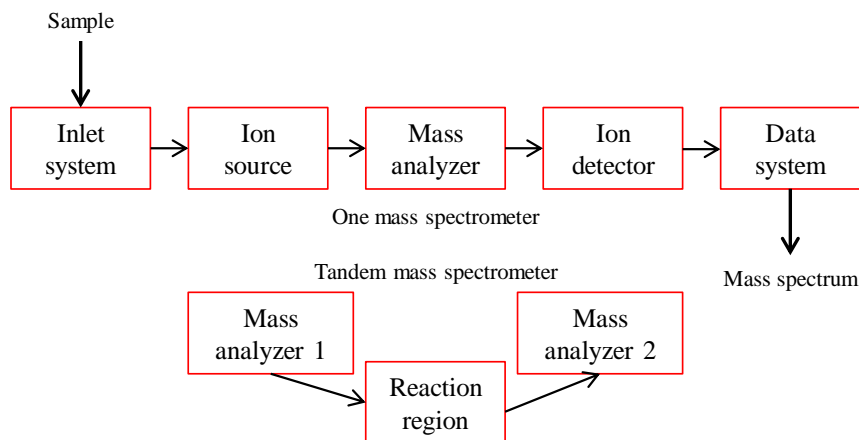 Sample
Inlet
system
Ion
source
Mass
analyzer
Ion
detector
Data
system
One mass spectrometer
Mass spectrum
Tandem mass spectrometer
Mass
analyzer 1
Reaction
region
Mass
analyzer 2